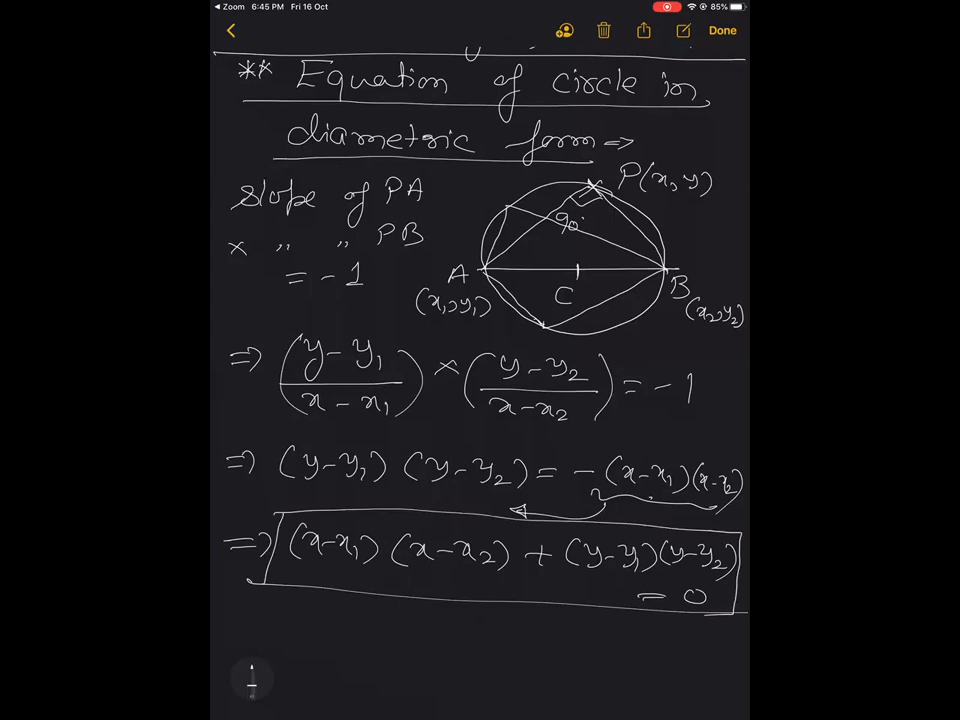 ◀ Zoom 6:45 PM Fri 16 Oct 85%
Done
** Equation of circle in
diametric form ⇒
Slope of PA
× " " PB
= -1
P(x, y)
90°
A
(x₁, y₁)
C
B
(x₂, y₂)
⇒ ((y - y₁)/(x - x₁)) × ((y - y₂)/(x - x₂)) = -1
⇒ (y - y₁) (y - y₂) = - (x - x₁)(x - x₂)
⇒ (x - x₁) (x - x₂) + (y - y₁)(y - y₂)
= 0